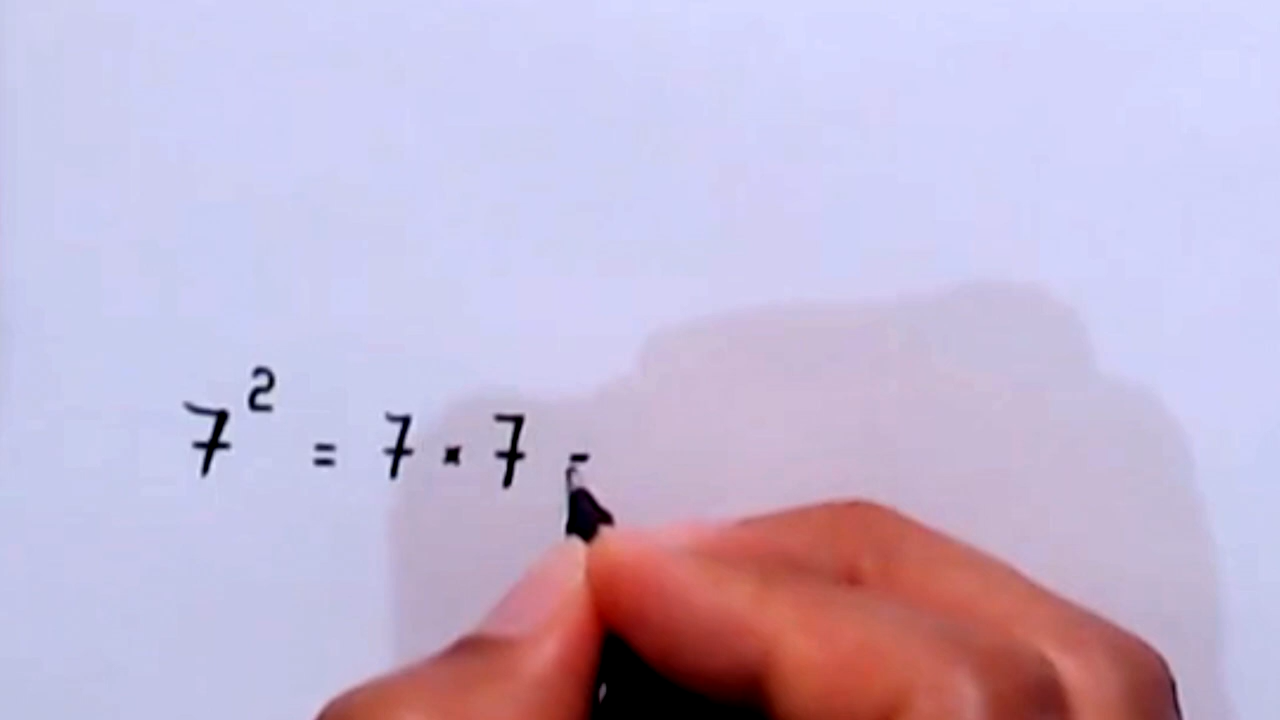 7² = 7 × 7 -